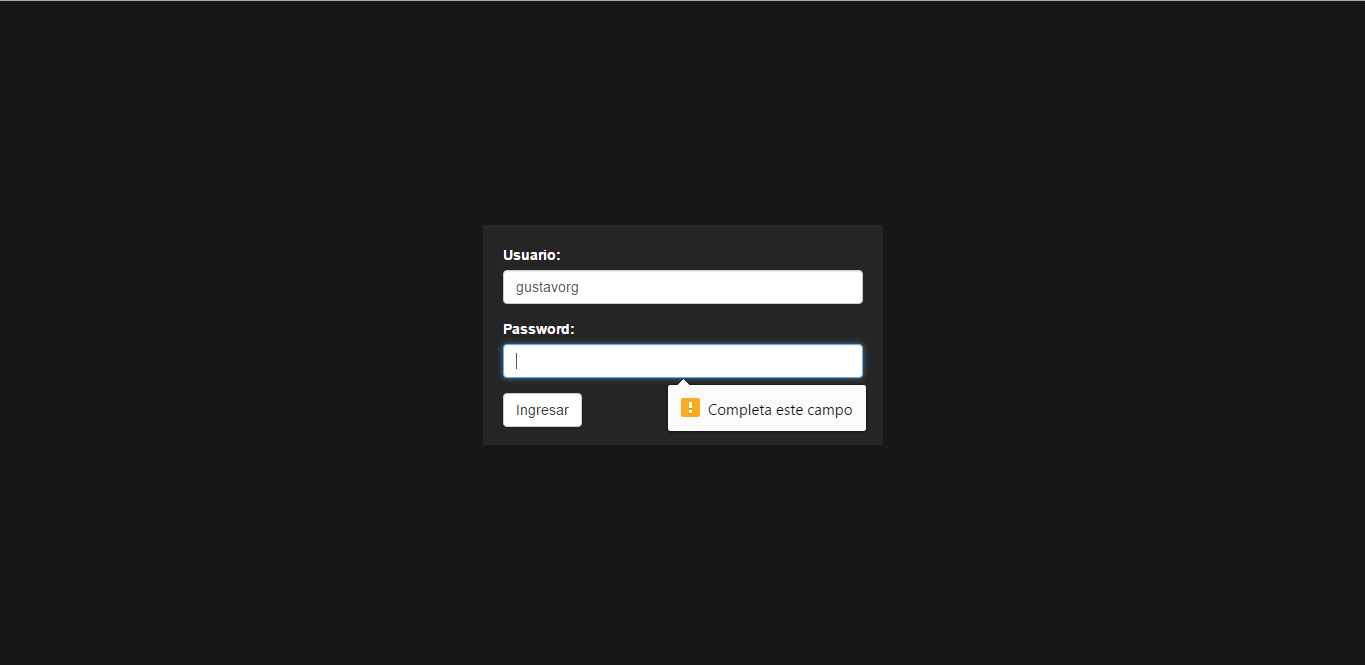 Usuario:
gustavorg
Password:
Ingresar
Completa este campo